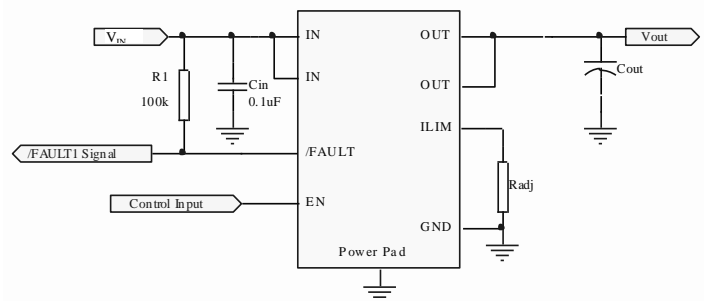 V_IN
IN
OUT
Vout
R1
100k
IN
Cin
0.1uF
OUT
Cout
ILIM
/FAULT1 Signal
/FAULT
Radj
Control Input
EN
GND
Power Pad